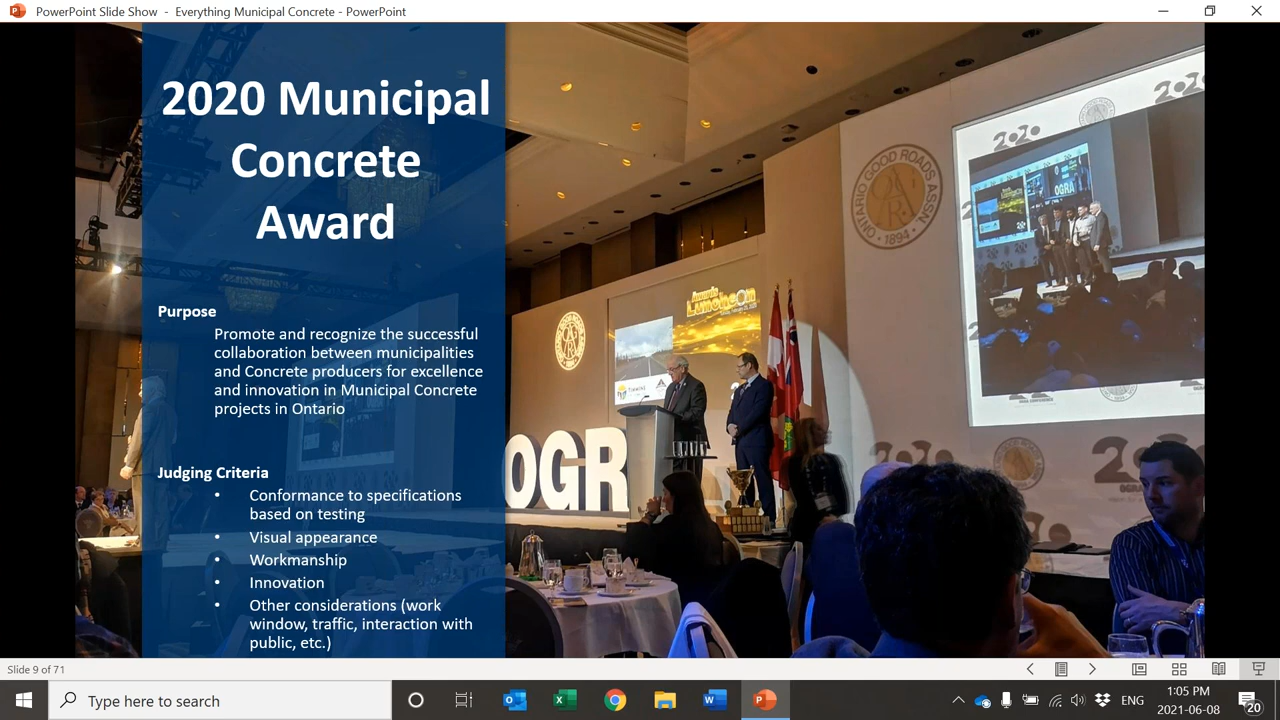 PowerPoint Slide Show - Everything Municipal Concrete - PowerPoint
2020 Municipal
Concrete
Award
Purpose
Promote and recognize the successful
collaboration between municipalities
and Concrete producers for excellence
and innovation in Municipal Concrete
projects in Ontario
Judging Criteria
• Conformance to specifications
based on testing
• Visual appearance
• Workmanship
• Innovation
• Other considerations (work
window, traffic, interaction with
public, etc.)
Awards
Luncheon
OGR
ONTARIO GOOD ROADS ASSN.
• 1894 •
2020
OGRA
2020
Slide 9 of 71
Type here to search
ENG
1:05 PM
2021-06-08
20